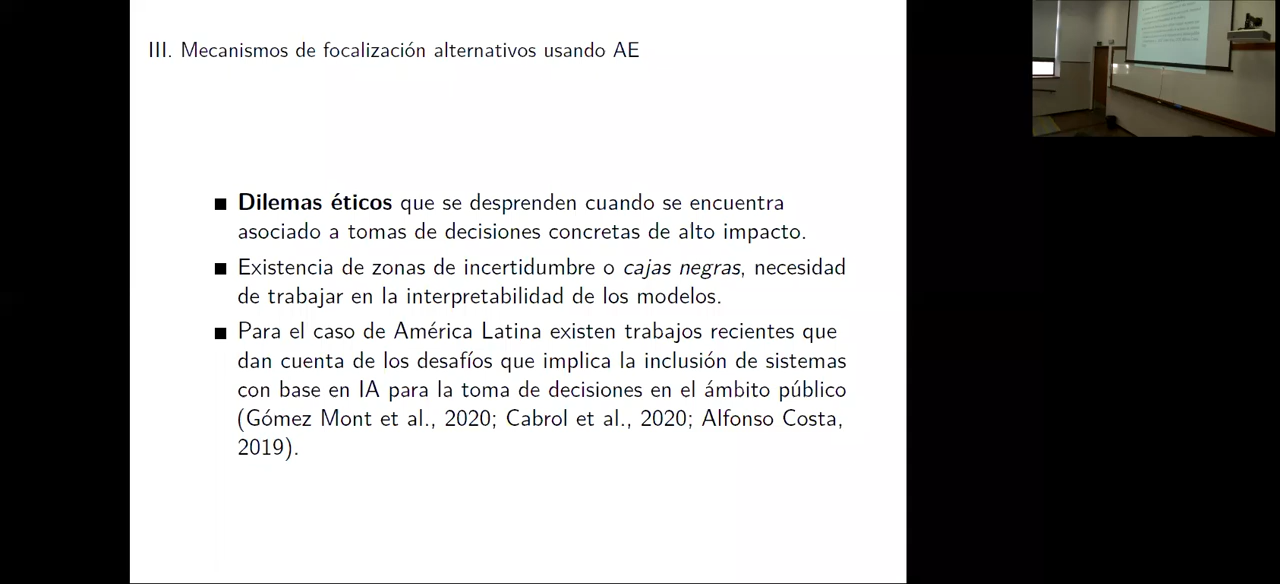 III. Mecanismos de focalización alternativos usando AE
■ Dilemas éticos que se desprenden cuando se encuentra
asociado a tomas de decisiones concretas de alto impacto.
■ Existencia de zonas de incertidumbre o cajas negras, necesidad
de trabajar en la interpretabilidad de los modelos.
■ Para el caso de América Latina existen trabajos recientes que
dan cuenta de los desafíos que implica la inclusión de sistemas
con base en IA para la toma de decisiones en el ámbito público
(Gómez Mont et al., 2020; Cabrol et al., 2020; Alfonso Costa,
2019).